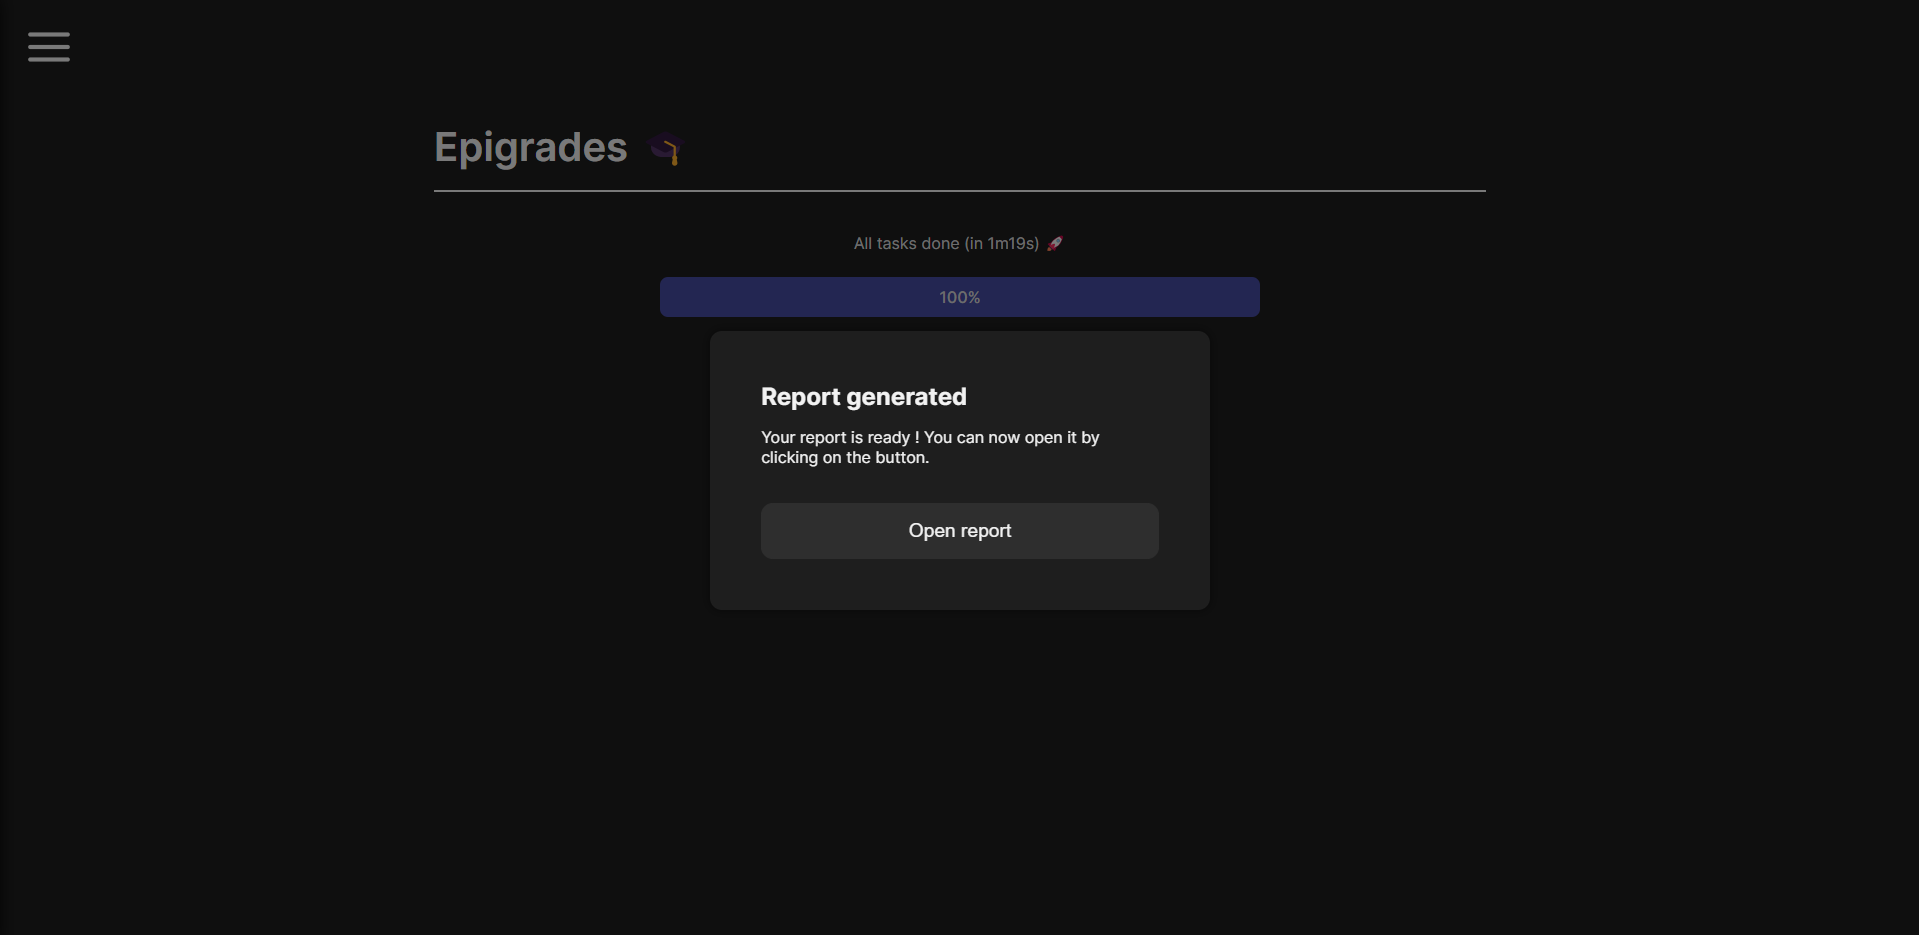 Epigrades
All tasks done (in 1m19s) 🚀
100%
Report generated
Your report is ready ! You can now open it by
clicking on the button.
Open report